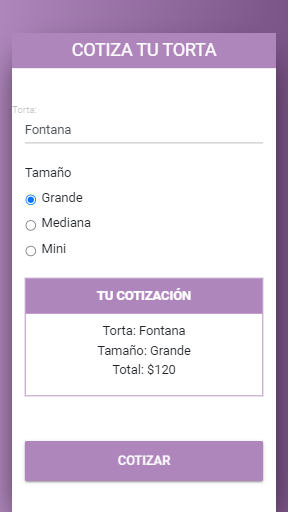 COTIZA TU TORTA
Torta:
Fontana
Tamaño
Grande
Mediana
Mini
TU COTIZACIÓN
Torta: Fontana
Tamaño: Grande
Total: $120
COTIZAR